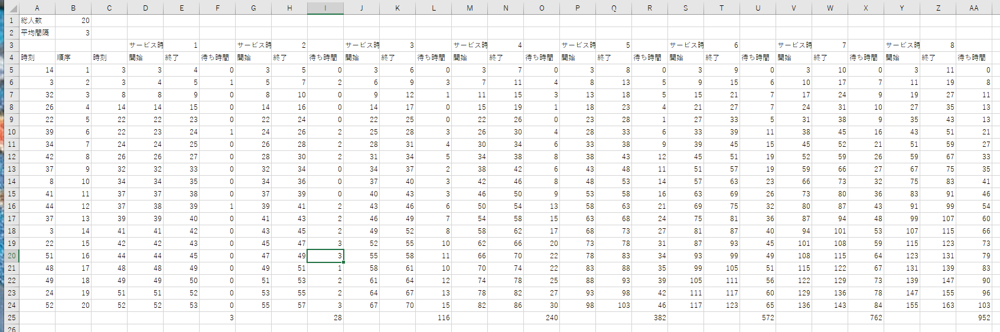 A B C D E F G H I J K L M N O P Q R S T U V W X Y Z AA
1 総人数 20
2 平均間隔 3
3 サービス時 1 サービス時 2 サービス時 3 サービス時 4 サービス時 5 サービス時 6 サービス時 7 サービス時 8
4 時刻 順序 時刻 開始 終了 待ち時間 開始 終了 待ち時間 開始 終了 待ち時間 開始 終了 待ち時間 開始 終了 待ち時間 開始 終了 待ち時間 開始 終了 待ち時間 開始 終了 待ち時間
5 14 1 3 3 4 0 3 5 0 3 6 0 3 7 0 3 8 0 3 9 0 3 10 0 3 11 0
6 3 2 3 4 5 1 5 7 2 6 9 3 7 11 4 8 13 5 9 15 6 10 17 7 11 19 8
7 32 3 8 8 9 0 8 10 0 9 12 1 11 15 3 13 18 5 15 21 7 17 24 9 19 27 11
8 26 4 14 14 15 0 14 16 0 14 17 0 15 19 1 18 23 4 21 27 7 24 31 10 27 35 13
9 22 5 22 22 23 0 22 24 0 22 25 0 22 26 0 23 28 1 27 33 5 31 38 9 35 43 13
10 39 6 22 23 24 1 24 26 2 25 28 3 26 30 4 28 33 6 33 39 11 38 45 16 43 51 21
11 34 7 24 24 25 0 26 28 2 28 31 4 30 34 6 33 38 9 39 45 15 45 52 21 51 59 27
12 42 8 26 26 27 0 28 30 2 31 34 5 34 38 8 38 43 12 45 51 19 52 59 26 59 67 33
13 37 9 32 32 33 0 32 34 0 34 37 2 38 42 6 43 48 11 51 57 19 59 66 27 67 75 35
14 8 10 34 34 35 0 34 36 0 37 40 3 42 46 8 48 53 14 57 63 23 66 73 32 75 83 41
15 41 11 37 37 38 0 37 39 0 40 43 3 46 50 9 53 58 16 63 69 26 73 80 36 83 91 46
16 44 12 37 38 39 1 39 41 2 43 46 6 50 54 13 58 63 21 69 75 32 80 87 43 91 99 54
17 37 13 39 39 40 0 41 43 2 46 49 7 54 58 15 63 68 24 75 81 36 87 94 48 99 107 60
18 3 14 41 41 42 0 43 45 2 49 52 8 58 62 17 68 73 27 81 87 40 94 101 53 107 115 66
19 22 15 42 42 43 0 45 47 3 52 55 10 62 66 20 73 78 31 87 93 45 101 108 59 115 123 73
20 51 16 44 44 45 0 47 49 3 55 58 11 66 70 22 78 83 34 93 99 49 108 115 64 123 131 79
21 48 17 48 48 49 0 49 51 1 58 61 10 70 74 22 83 88 35 99 105 51 115 122 67 131 139 83
22 49 18 49 49 50 0 51 53 2 61 64 12 74 78 25 88 93 39 105 111 56 122 129 73 139 147 90
23 24 19 51 51 52 0 53 55 2 64 67 13 78 82 27 93 98 42 111 117 60 129 136 78 147 155 96
24 52 20 52 52 53 0 55 57 3 67 70 15 82 86 30 98 103 46 117 123 65 136 143 84 155 163 103
25 3 28 116 240 382 572 762 952
26